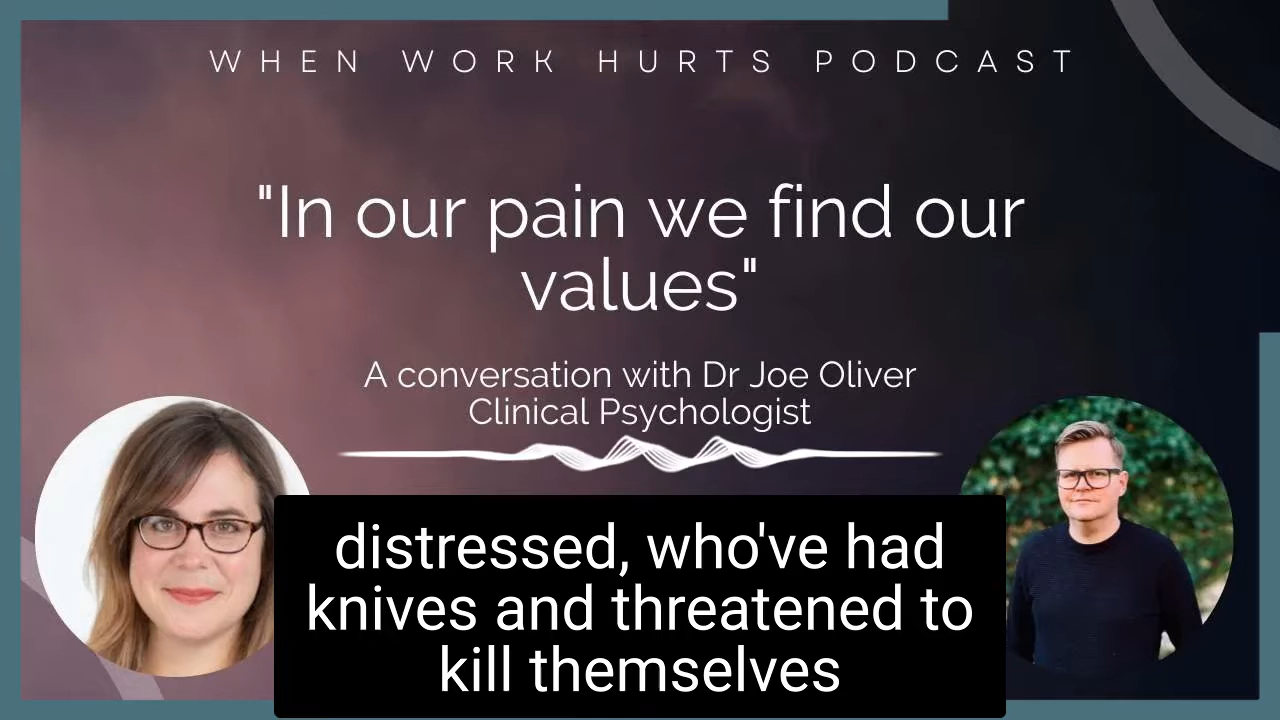 WHEN WORK HURTS PODCAST
"In our pain we find our
values"
A conversation with Dr Joe Oliver
Clinical Psychologist
distressed, who've had
knives and threatened to
kill themselves